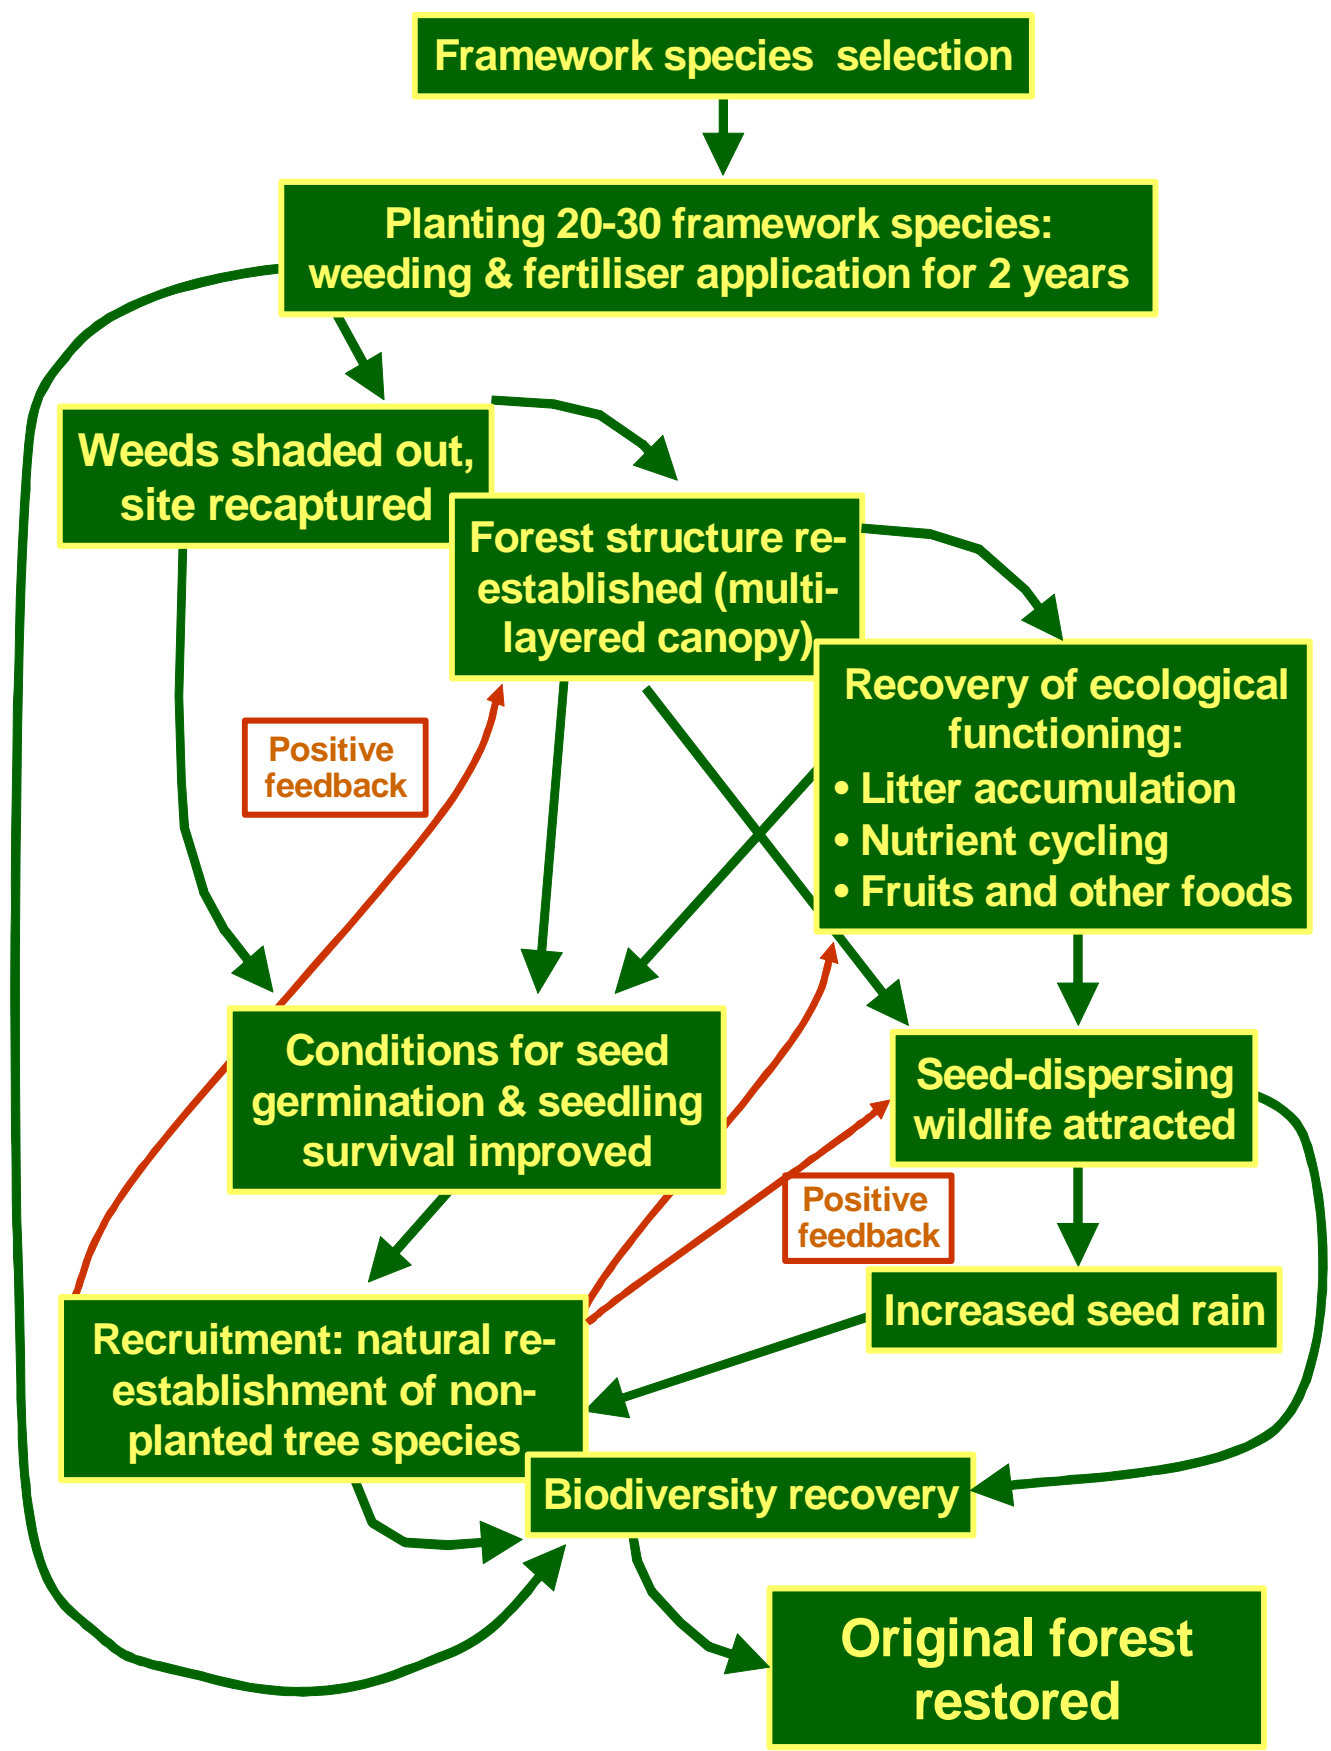 Framework species  selection
Planting 20-30 framework species:
weeding & fertiliser application for 2 years
Weeds shaded out,
site recaptured
Forest structure re-
established (multi-
layered canopy)
Recovery of ecological
functioning:
• Litter accumulation
• Nutrient cycling
• Fruits and other foods
Positive
feedback
Conditions for seed
germination & seedling
survival improved
Seed-dispersing
wildlife attracted
Positive
feedback
Increased seed rain
Recruitment: natural re-
establishment of non-
planted tree species
Biodiversity recovery
Original forest
restored